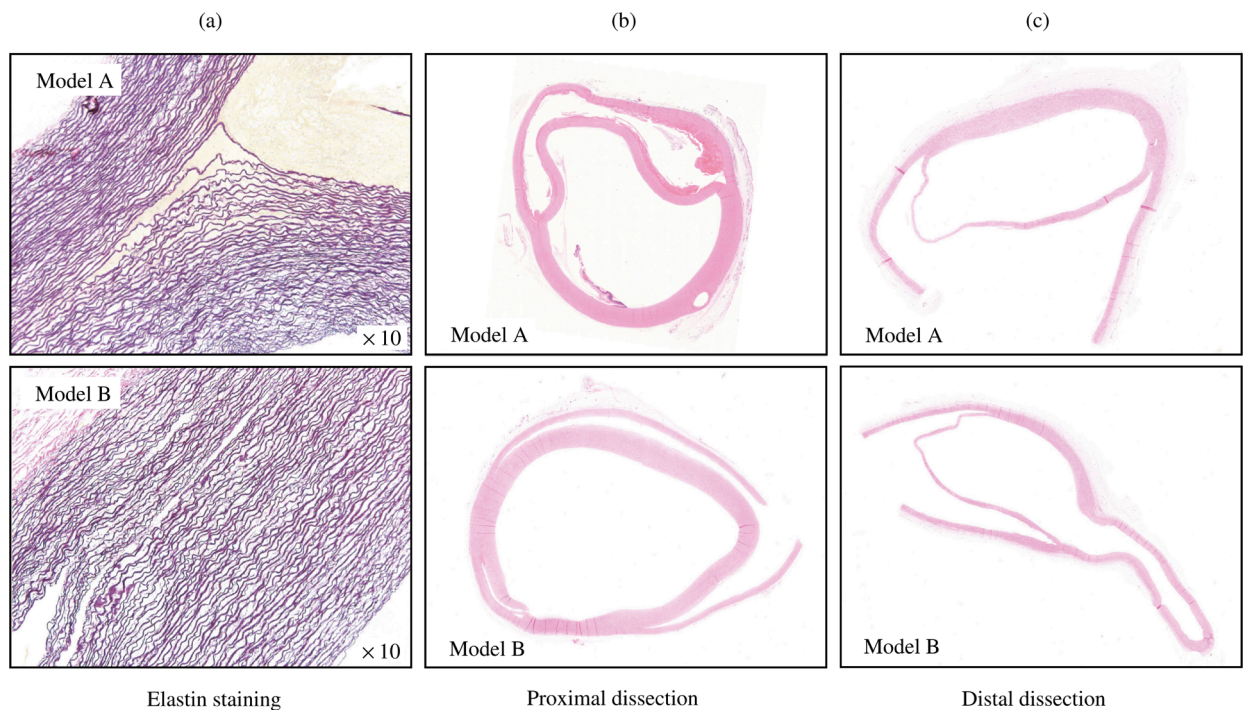 (a)
(b)
(c)
Model A
×10
Model A
Model A
Model B
×10
Model B
Model B
Elastin staining
Proximal dissection
Distal dissection